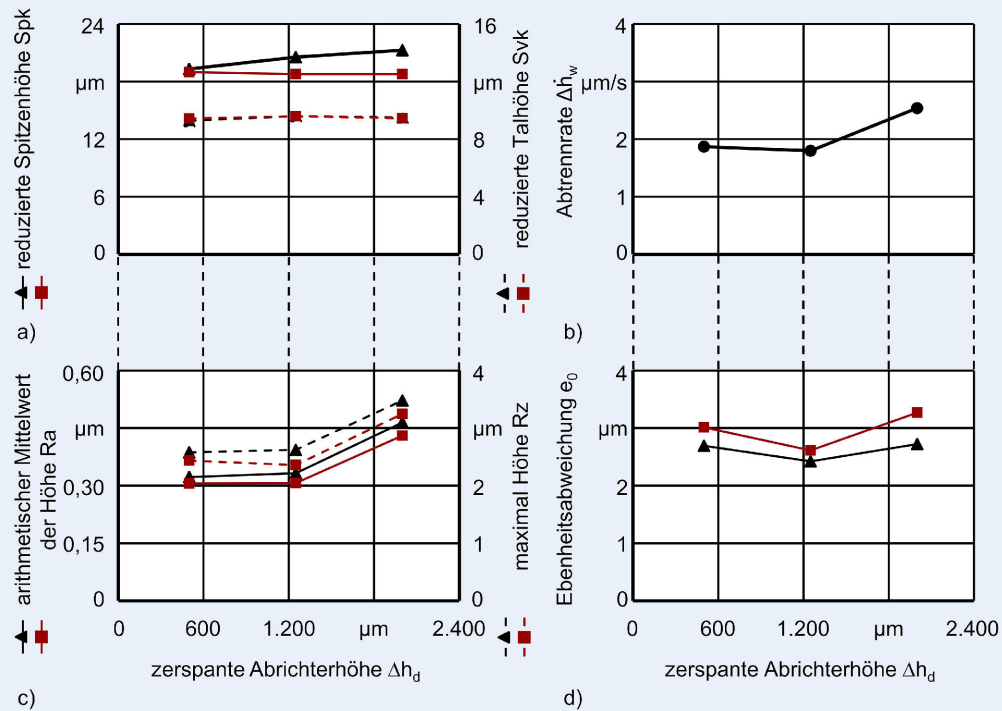 24
µm
12
6
0
reduzierte Spitzenhöhe Spk
16
µm
8
4
0
reduzierte Talhöhe Svk
a)
4
µm/s
2
1
0
Abtrennrate Δḣw
b)
0,60
µm
0,30
0,15
0
arithmetischer Mittelwert
der Höhe Ra
4
µm
2
1
0
maximal Höhe Rz
0 600 1.200 µm 2.400
zerspante Abrichterhöhe Δhd
c)
4
µm
2
1
0
Ebenheitsabweichung e0
0 600 1.200 µm 2.400
zerspante Abrichterhöhe Δhd
d)